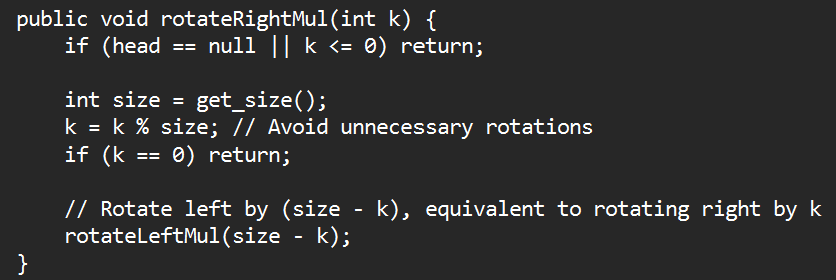 public void rotateRightMul(int k) {
    if (head == null || k <= 0) return;

    int size = get_size();
    k = k % size; // Avoid unnecessary rotations
    if (k == 0) return;

    // Rotate left by (size - k), equivalent to rotating right by k
    rotateLeftMul(size - k);
}